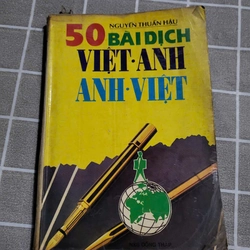 NGUYỄN THUẦN HẬU
50 BÀI DỊCH
VIỆT·ANH
ANH·VIỆT